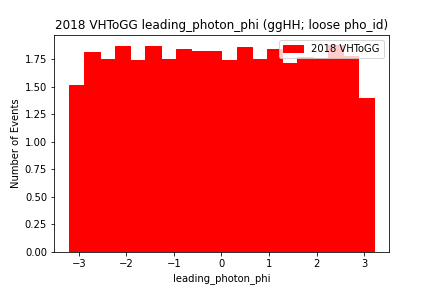 2018 VHToGG leading_photon_phi (ggHH; loose pho_id)
2018 VHToGG
Number of Events
1.75
1.50
1.25
1.00
0.75
0.50
0.25
0.00
−3 −2 −1 0 1 2 3
leading_photon_phi